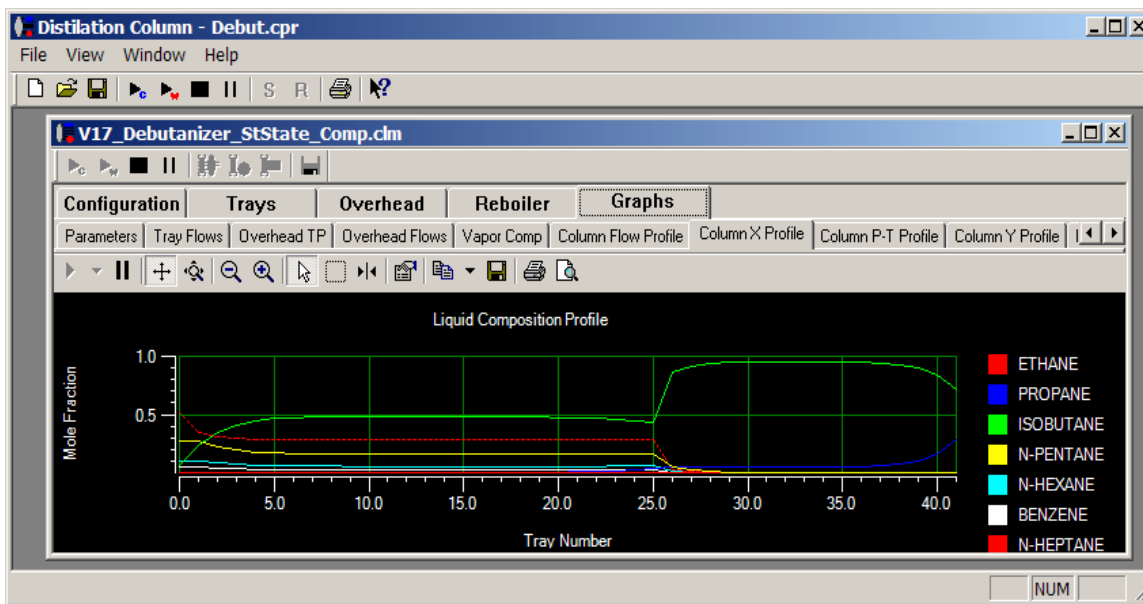 Distilation Column - Debut.cpr
File View Window Help
S R
V17_Debutanizer_StState_Comp.clm
Configuration Trays Overhead Reboiler Graphs
Parameters Tray Flows Overhead TP Overhead Flows Vapor Comp Column Flow Profile Column X Profile Column P-T Profile Column Y Profile
Liquid Composition Profile
Mole Fraction
1.0
0.5
0.0 5.0 10.0 15.0 20.0 25.0 30.0 35.0 40.0
Tray Number
ETHANE
PROPANE
ISOBUTANE
N-PENTANE
N-HEXANE
BENZENE
N-HEPTANE
NUM